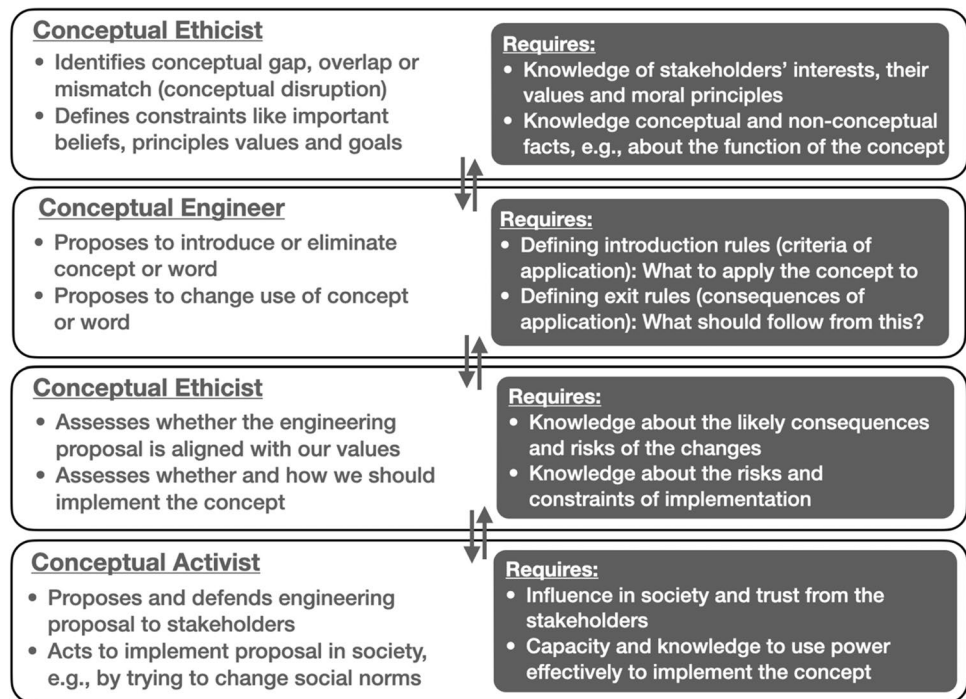 Conceptual Ethicist
• Identifies conceptual gap, overlap or
mismatch (conceptual disruption)
• Defines constraints like important
beliefs, principles values and goals
Requires:
• Knowledge of stakeholders' interests, their
values and moral principles
• Knowledge conceptual and non-conceptual
facts, e.g., about the function of the concept
Conceptual Engineer
• Proposes to introduce or eliminate
concept or word
• Proposes to change use of concept
or word
Requires:
• Defining introduction rules (criteria of
application): What to apply the concept to
• Defining exit rules (consequences of
application): What should follow from this?
Conceptual Ethicist
• Assesses whether the engineering
proposal is aligned with our values
• Assesses whether and how we should
implement the concept
Requires:
• Knowledge about the likely consequences
and risks of the changes
• Knowledge about the risks and
constraints of implementation
Conceptual Activist
• Proposes and defends engineering
proposal to stakeholders
• Acts to implement proposal in society,
e.g., by trying to change social norms
Requires:
• Influence in society and trust from the
stakeholders
• Capacity and knowledge to use power
effectively to implement the concept